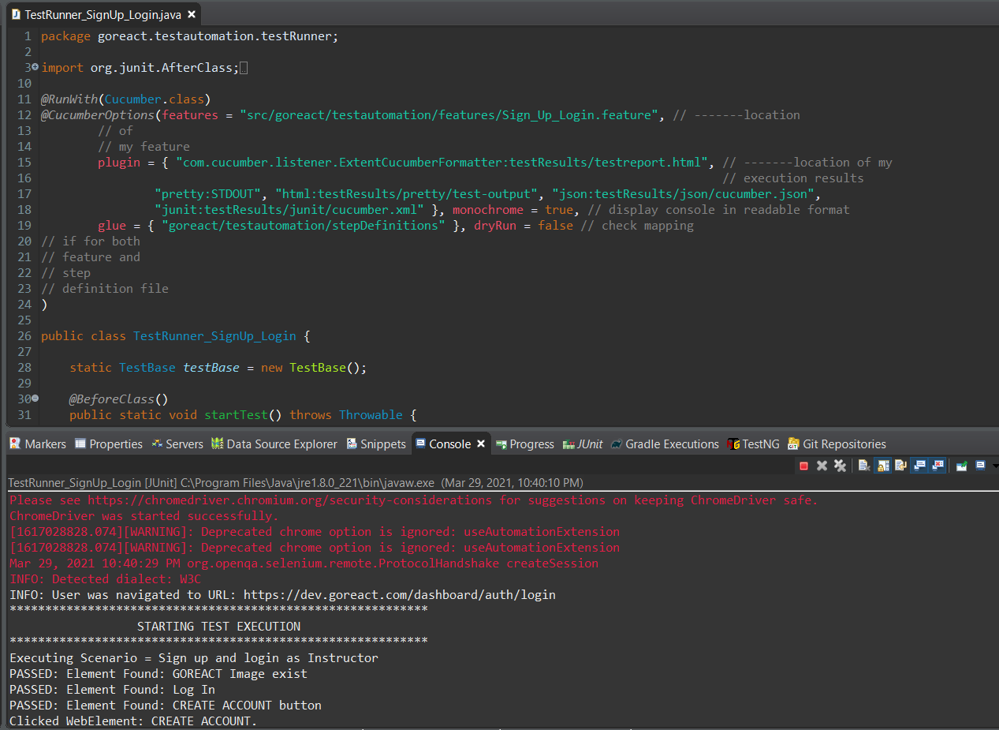 TestRunner_SignUp_Login.java
1 package goreact.testautomation.testRunner;
2
3 import org.junit.AfterClass;
10
11 @RunWith(Cucumber.class)
12 @CucumberOptions(features = "src/goreact/testautomation/features/Sign_Up_Login.feature", // -------location
13 // of
14 // my feature
15 plugin = { "com.cucumber.listener.ExtentCucumberFormatter:testResults/testreport.html", // -------location of my
16 // execution results
17 "pretty:STDOUT", "html:testResults/pretty/test-output", "json:testResults/json/cucumber.json",
18 "junit:testResults/junit/cucumber.xml" }, monochrome = true, // display console in readable format
19 glue = { "goreact/testautomation/stepDefinitions" }, dryRun = false // check mapping
20 // if for both
21 // feature and
22 // step
23 // definition file
24 )
25
26 public class TestRunner_SignUp_Login {
27
28 static TestBase testBase = new TestBase();
29
30 @BeforeClass()
31 public static void startTest() throws Throwable {
Markers Properties Servers Data Source Explorer Snippets Console Progress JUnit Gradle Executions TestNG Git Repositories
TestRunner_SignUp_Login [JUnit] C:\Program Files\Java\jre1.8.0_221\bin\javaw.exe (Mar 29, 2021, 10:40:10 PM)
Please see https://chromedriver.chromium.org/security-considerations for suggestions on keeping ChromeDriver safe.
ChromeDriver was started successfully.
[1617028828.074][WARNING]: Deprecated chrome option is ignored: useAutomationExtension
[1617028828.074][WARNING]: Deprecated chrome option is ignored: useAutomationExtension
Mar 29, 2021 10:40:29 PM org.openqa.selenium.remote.ProtocolHandshake createSession
INFO: Detected dialect: W3C
INFO: User was navigated to URL: https://dev.goreact.com/dashboard/auth/login
***********************************************************
STARTING TEST EXECUTION
***********************************************************
Executing Scenario = Sign up and login as Instructor
PASSED: Element Found: GOREACT Image exist
PASSED: Element Found: Log In
PASSED: Element Found: CREATE ACCOUNT button
Clicked WebElement: CREATE ACCOUNT.